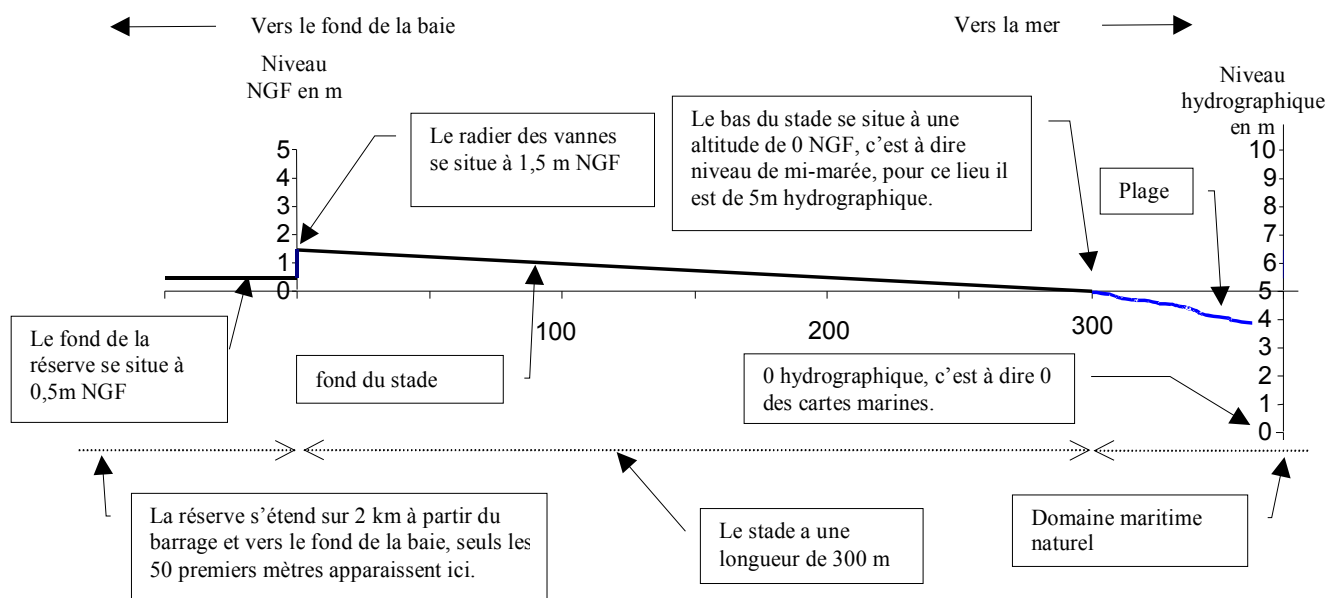 Vers le fond de la baie
Vers la mer
Niveau
NGF en m
Niveau
hydrographique
en m
Le radier des vannes
se situe à 1,5 m NGF
Le bas du stade se situe à une
altitude de 0 NGF, c'est à dire
niveau de mi-marée, pour ce lieu il
est de 5m hydrographique.
Plage
5
4
3
2
1
0
10
9
8
7
6
5
4
3
2
1
0
100
200
300
Le fond de la
réserve se situe à
0,5m NGF
fond du stade
0 hydrographique, c'est à dire 0
des cartes marines.
La réserve s'étend sur 2 km à partir du
barrage et vers le fond de la baie, seuls les
50 premiers mètres apparaissent ici.
Le stade a une
longueur de 300 m
Domaine maritime
naturel